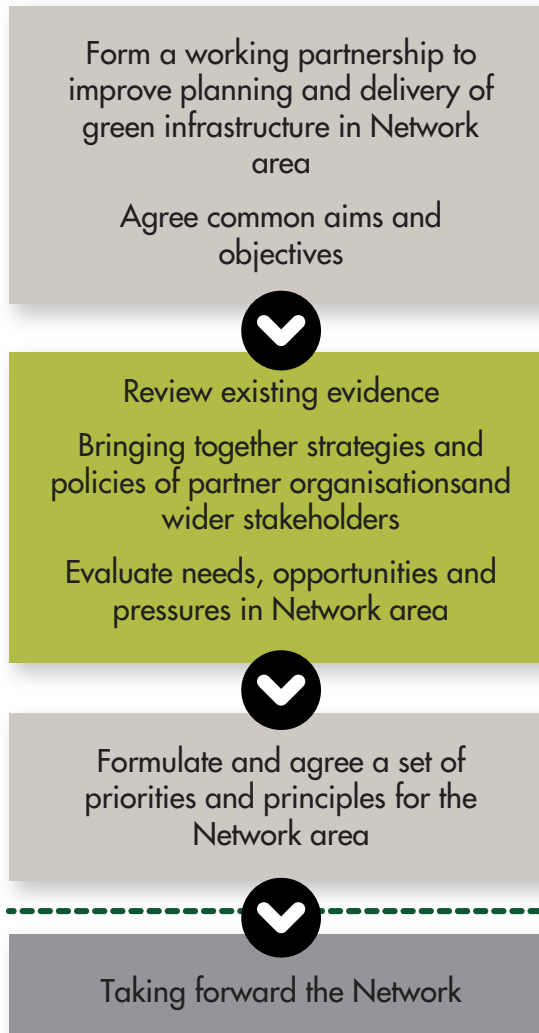 Form a working partnership to
improve planning and delivery of
green infrastructure in Network
area
Agree common aims and
objectives
Review existing evidence
Bringing together strategies and
policies of partner organisationsand
wider stakeholders
Evaluate needs, opportunities and
pressures in Network area
Formulate and agree a set of
priorities and principles for the
Network area
Taking forward the Network